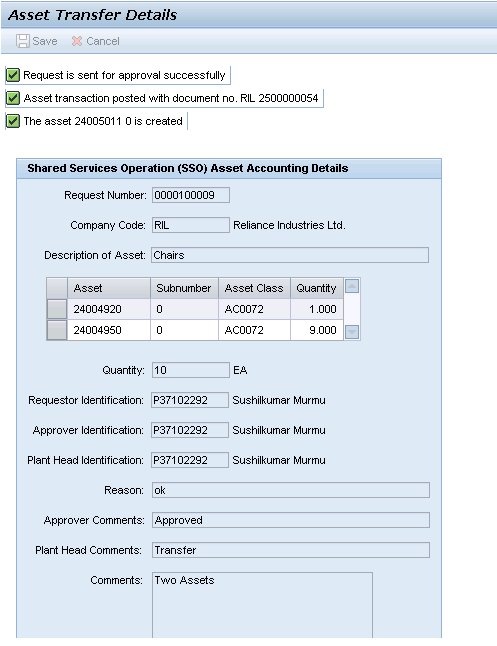 Asset Transfer Details
Save Cancel
Request is sent for approval successfully
Asset transaction posted with document no. RIL 2500000054
The asset 24005011 0 is created
Shared Services Operation (SSO) Asset Accounting Details
Request Number: 0000100009
Company Code: RIL Reliance Industries Ltd.
Description of Asset: Chairs
Asset Subnumber Asset Class Quantity
24004920 0 AC0072 1.000
24004950 0 AC0072 9.000
Quantity: 10 EA
Requestor Identification: P37102292 Sushilkumar Murmu
Approver Identification: P37102292 Sushilkumar Murmu
Plant Head Identification: P37102292 Sushilkumar Murmu
Reason: ok
Approver Comments: Approved
Plant Head Comments: Transfer
Comments: Two Assets